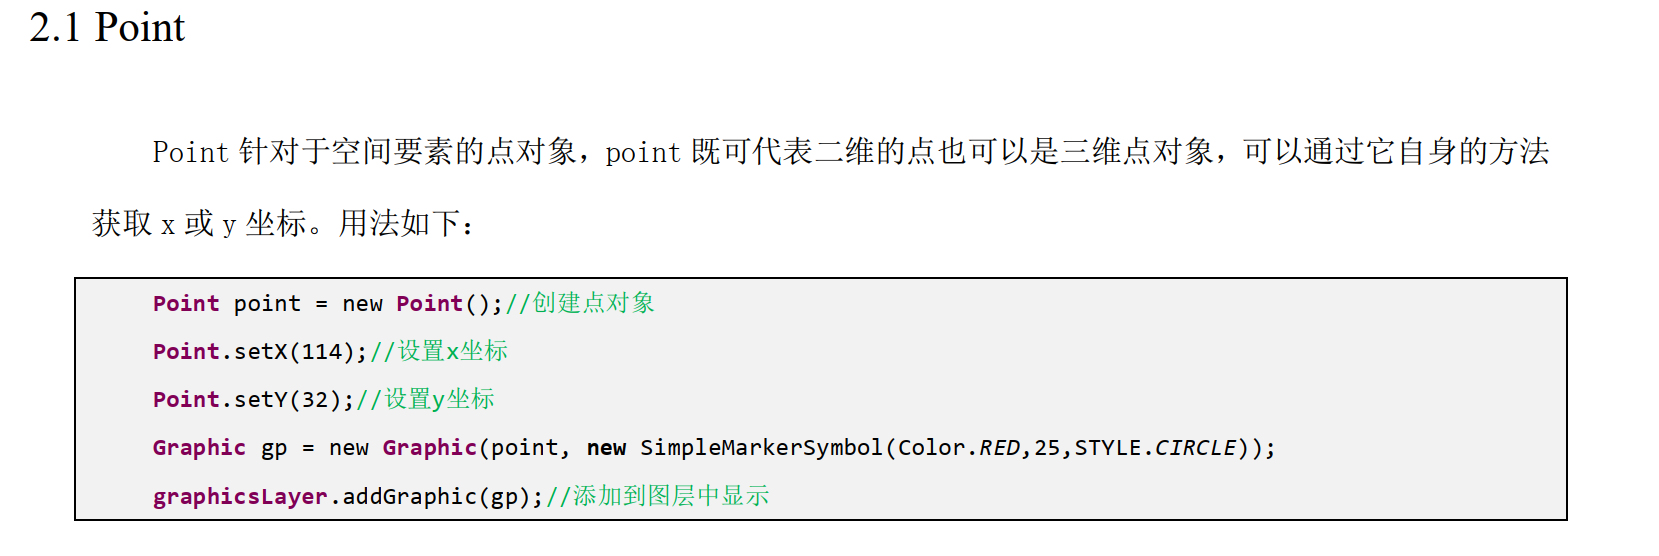 2.1 Point
Point 针对于空间要素的点对象，point 既可代表二维的点也可以是三维点对象，可以通过它自身的方法
获取 x 或 y 坐标。用法如下：
Point point = new Point();//创建点对象
Point.setX(114);//设置x坐标
Point.setY(32);//设置y坐标
Graphic gp = new Graphic(point, new SimpleMarkerSymbol(Color.RED,25,STYLE.CIRCLE));
graphicsLayer.addGraphic(gp);//添加到图层中显示